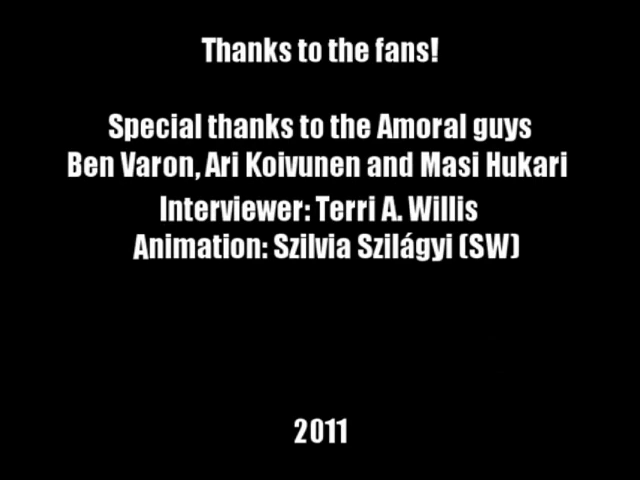 Thanks to the fans!
Special thanks to the Amoral guys
Ben Varon, Ari Koivunen and Masi Hukari
Interviewer: Terri A. Willis
Animation: Szilvia Szilágyi (SW)
2011